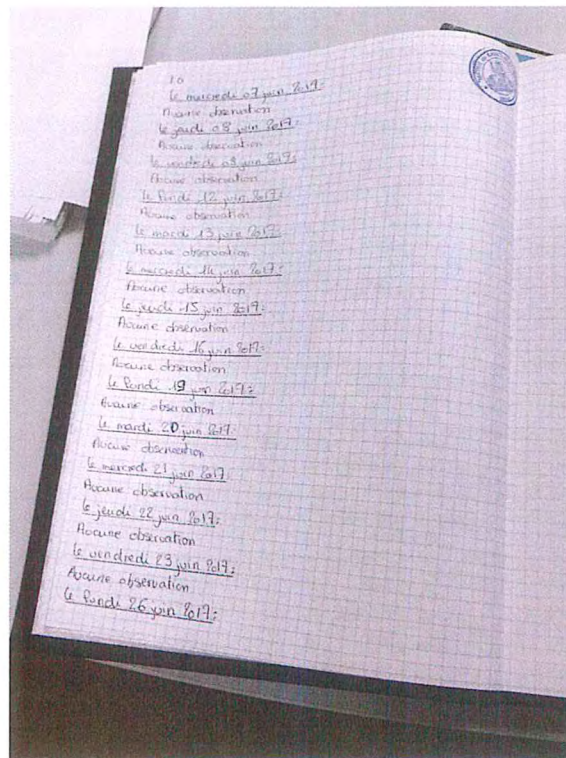 10
Le mercredi 07 juin 2017:
Aucune observation
Le jeudi 08 juin 2017:
Aucune observation
Le vendredi 09 juin 2017:
Aucune observation
Le lundi 12 juin 2017:
Aucune observation
Le mardi 13 juin 2017:
Aucune observation
Le mercredi 14 juin 2017:
Aucune observation
Le jeudi 15 juin 2017:
Aucune observation
Le vendredi 16 juin 2017:
Aucune observation
Le lundi 19 juin 2017:
Aucune observation
Le mardi 20 juin 2017:
Aucune observation
Le mercredi 21 juin 2017:
Aucune observation
Le jeudi 22 juin 2017:
Aucune observation
Le vendredi 23 juin 2017:
Aucune observation
Le lundi 26 juin 2017: